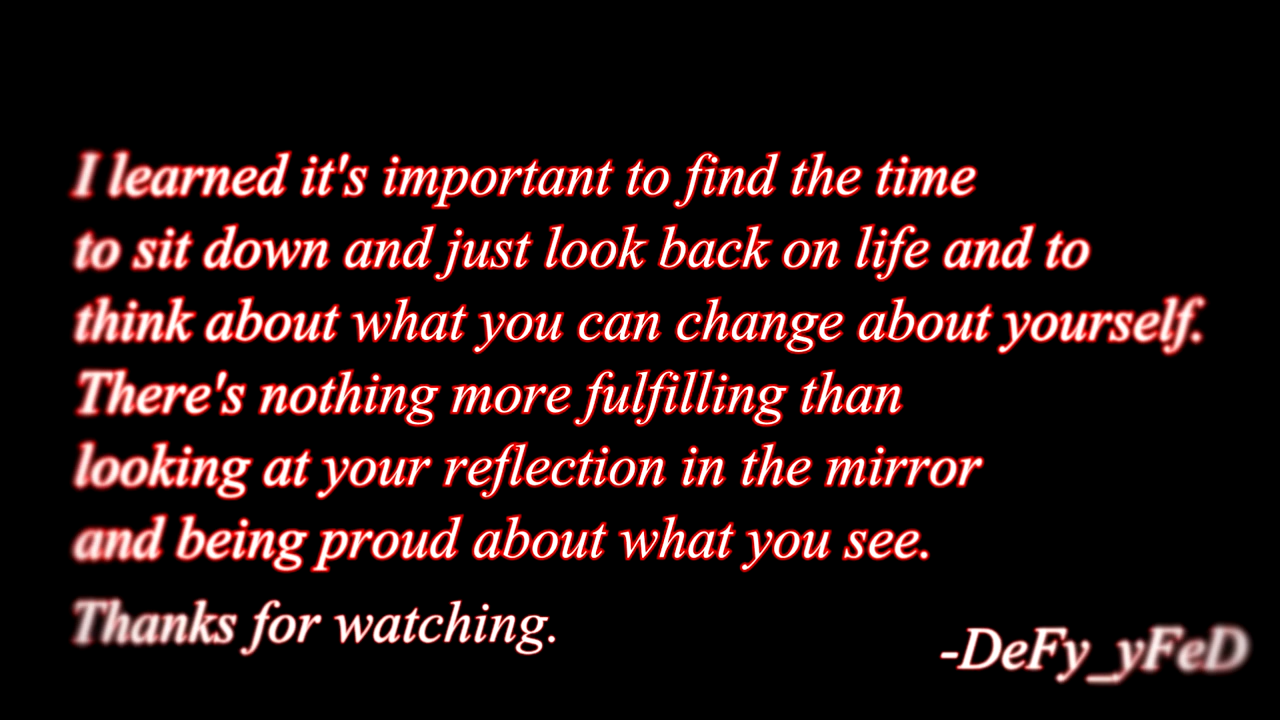 I learned it's important to find the time
to sit down and just look back on life and to
think about what you can change about yourself.
There's nothing more fulfilling than
looking at your reflection in the mirror
and being proud about what you see.
Thanks for watching.
-DeFy_yFeD